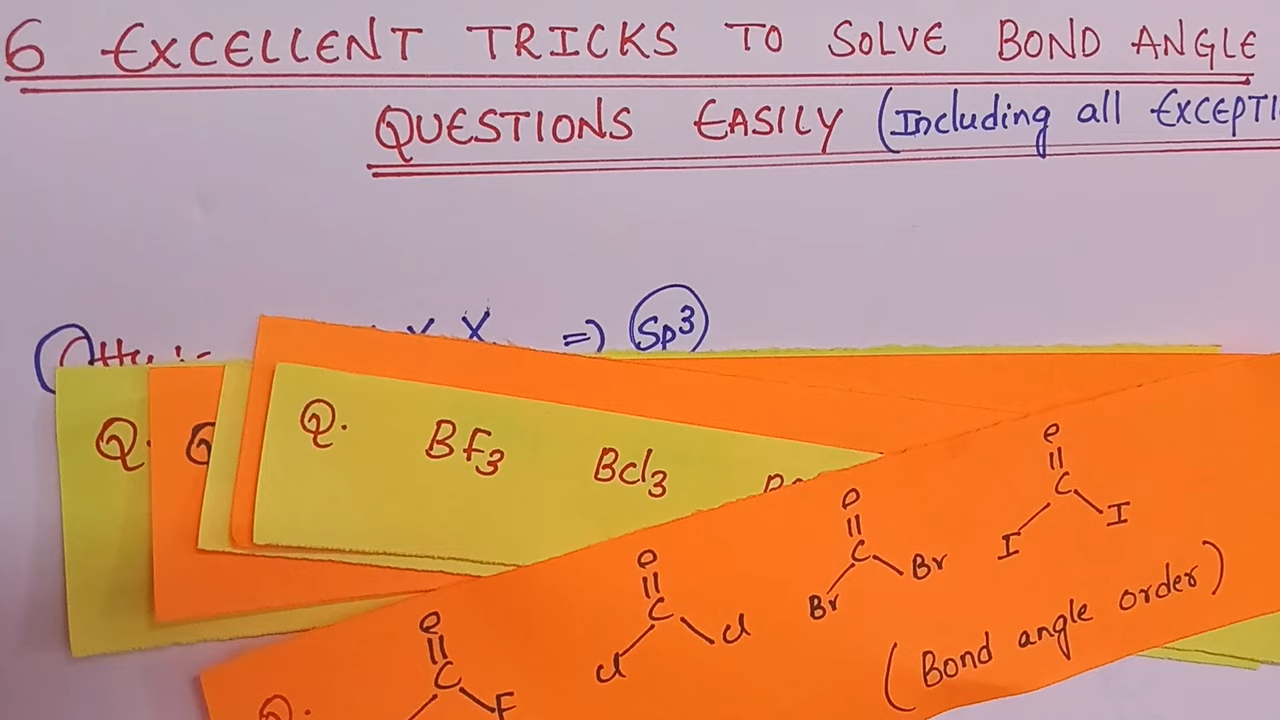 6 EXCELLENT TRICKS TO SOLVE BOND ANGLE
QUESTIONS EASILY (Including all
=) Sp3
Q. BF3 BCl3
Q.
O O O O
C C C C
F Cl Cl Br Br I I
Q.
(Bond angle order)